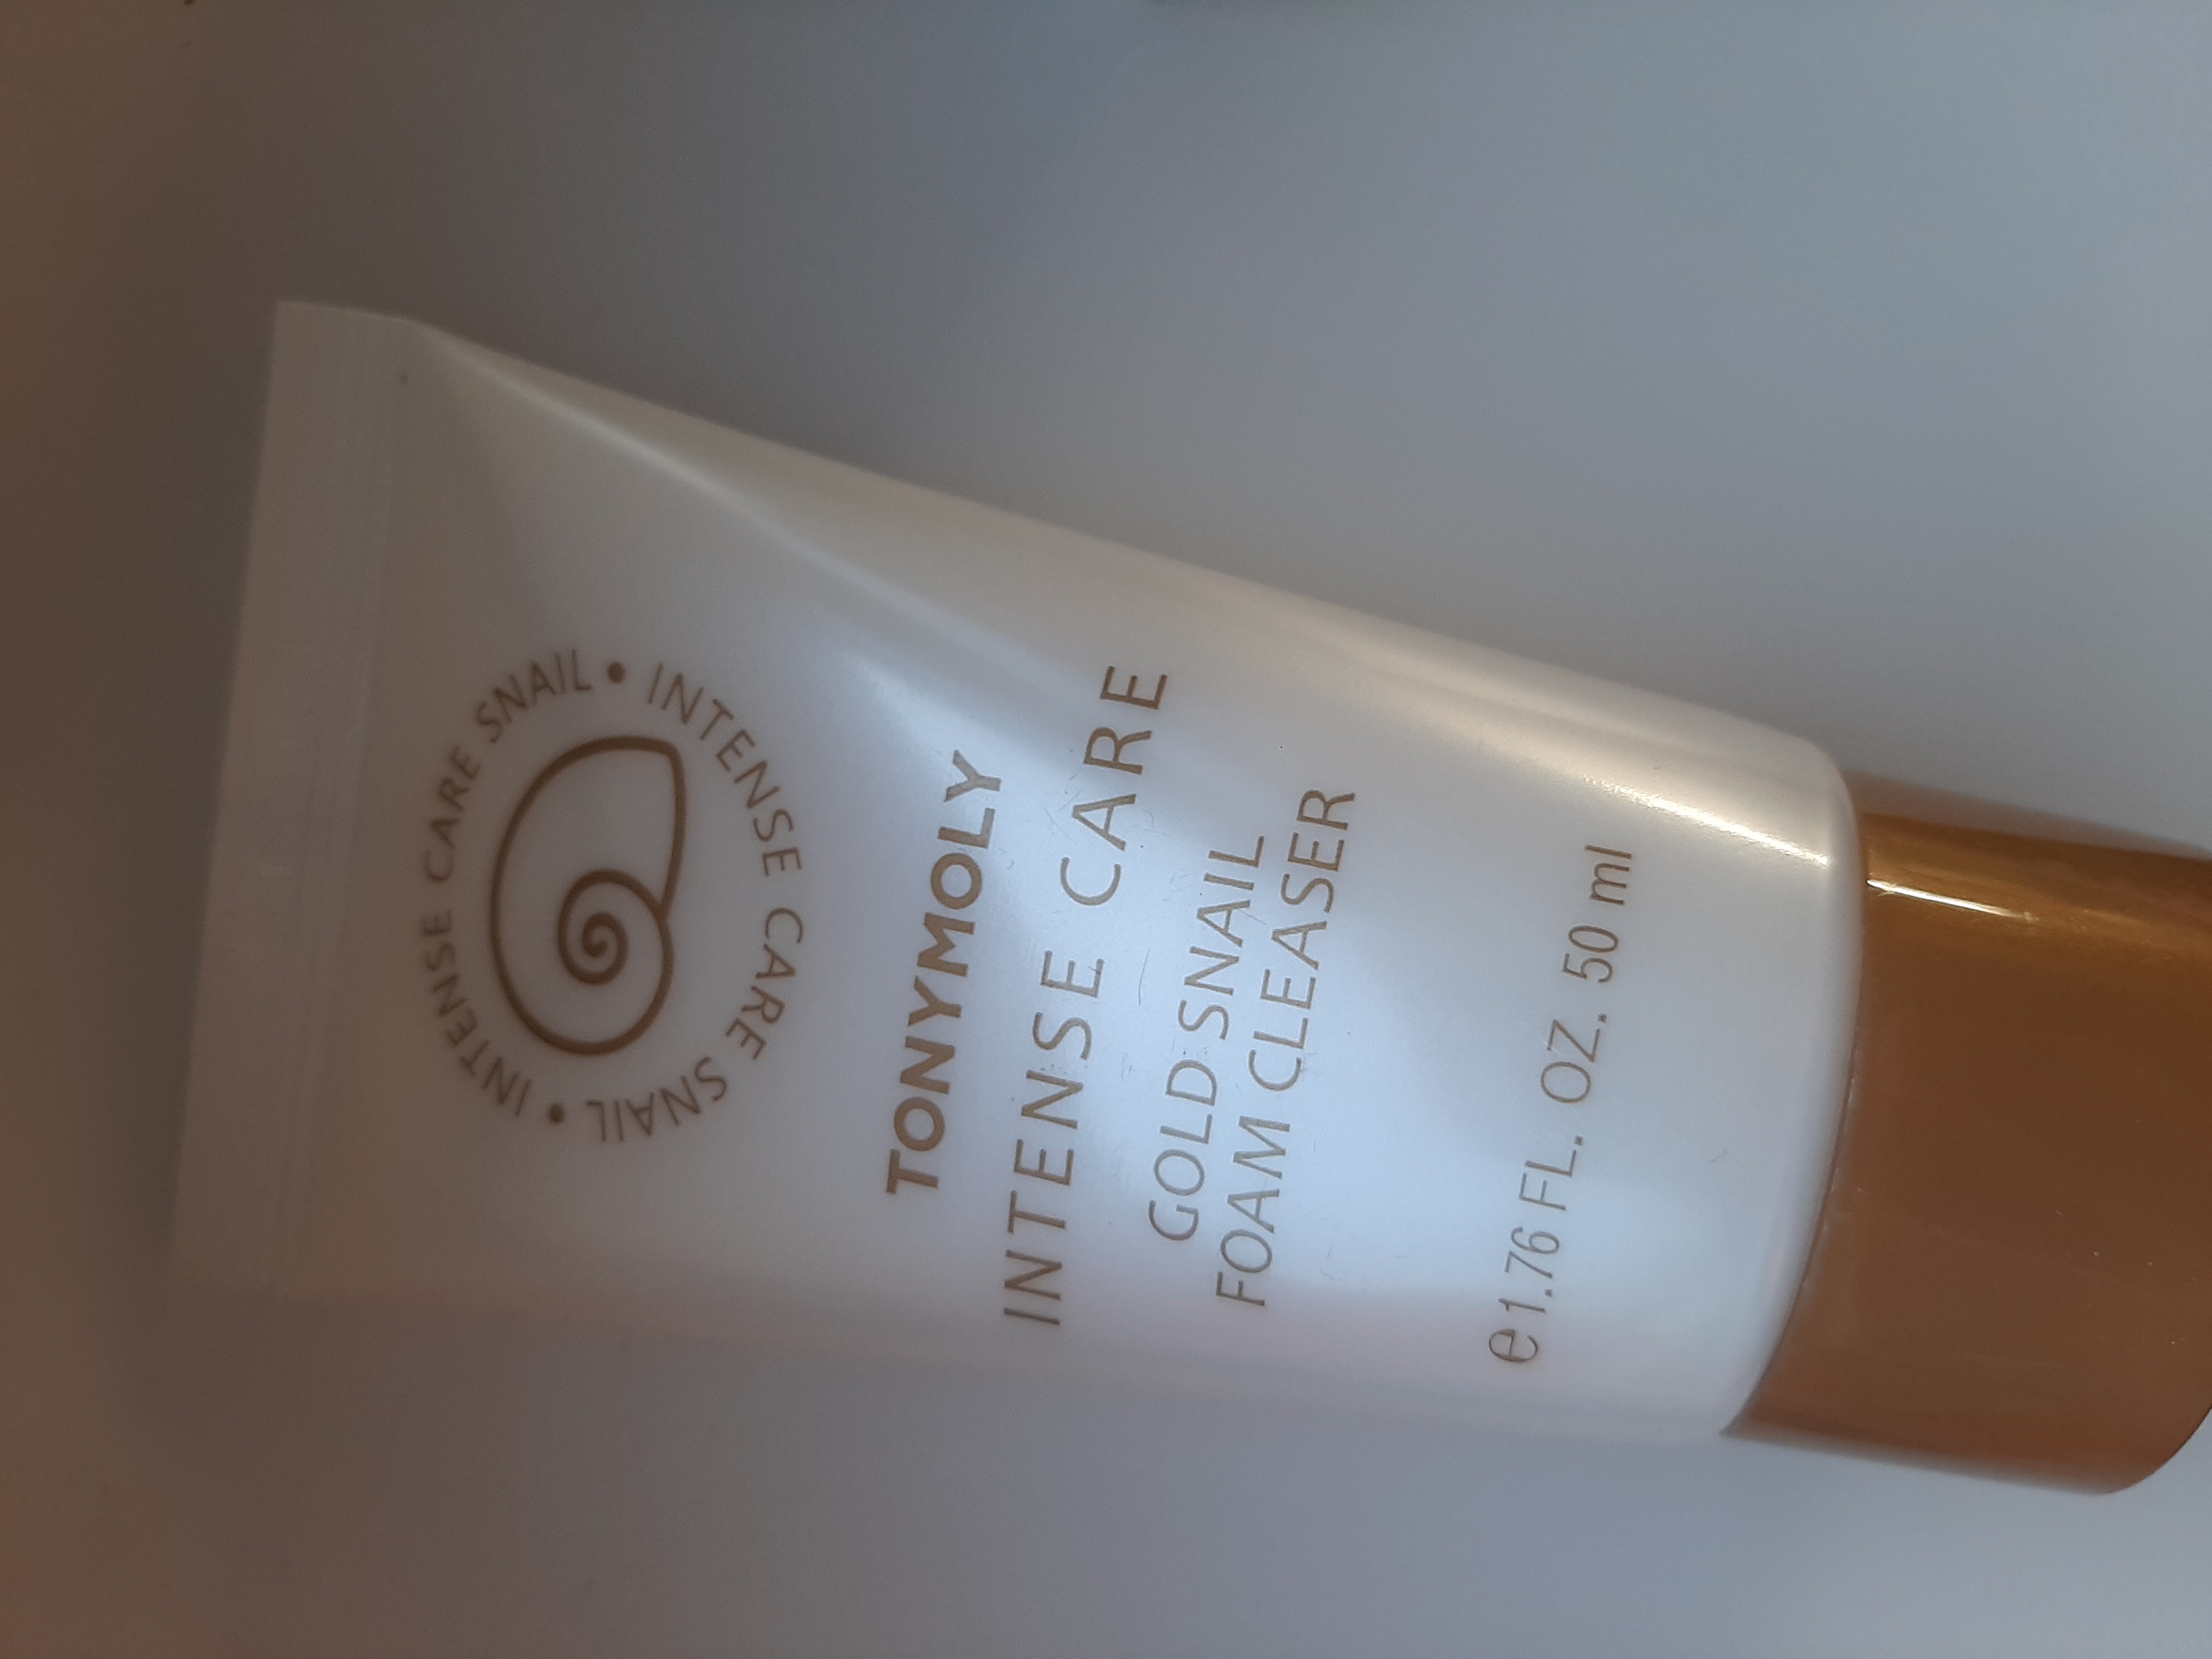 INTENSE CARE SNAIL • INTENSE CARE SNAIL •
TONYMOLY
INTENSE CARE
GOLD SNAIL
FOAM CLEASER
e 1.76 FL. OZ. 50 ml